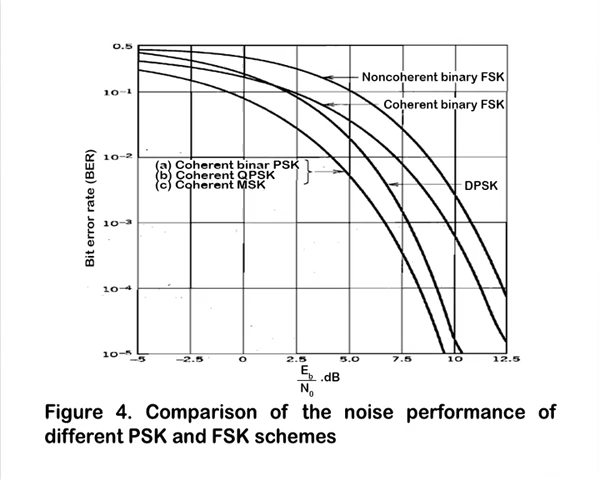 0.5
10⁻¹
10⁻²
10⁻³
10⁻⁴
10⁻⁵
Bit error rate (BER)
Noncoherent binary FSK
Coherent binary FSK
(a) Coherent binar PSK
(b) Coherent QPSK
(c) Coherent MSK
DPSK
-5 -2.5 0 2.5 5.0 7.5 10 12.5
E_b
N_0 .dB
Figure 4. Comparison of the noise performance of
different PSK and FSK schemes